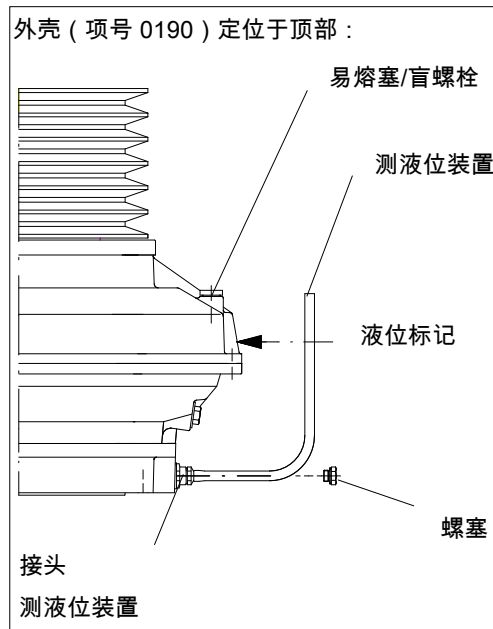 外壳（项号 0190）定位于顶部：
易熔塞/盲螺栓
测液位装置
液位标记
螺塞
接头
测液位装置